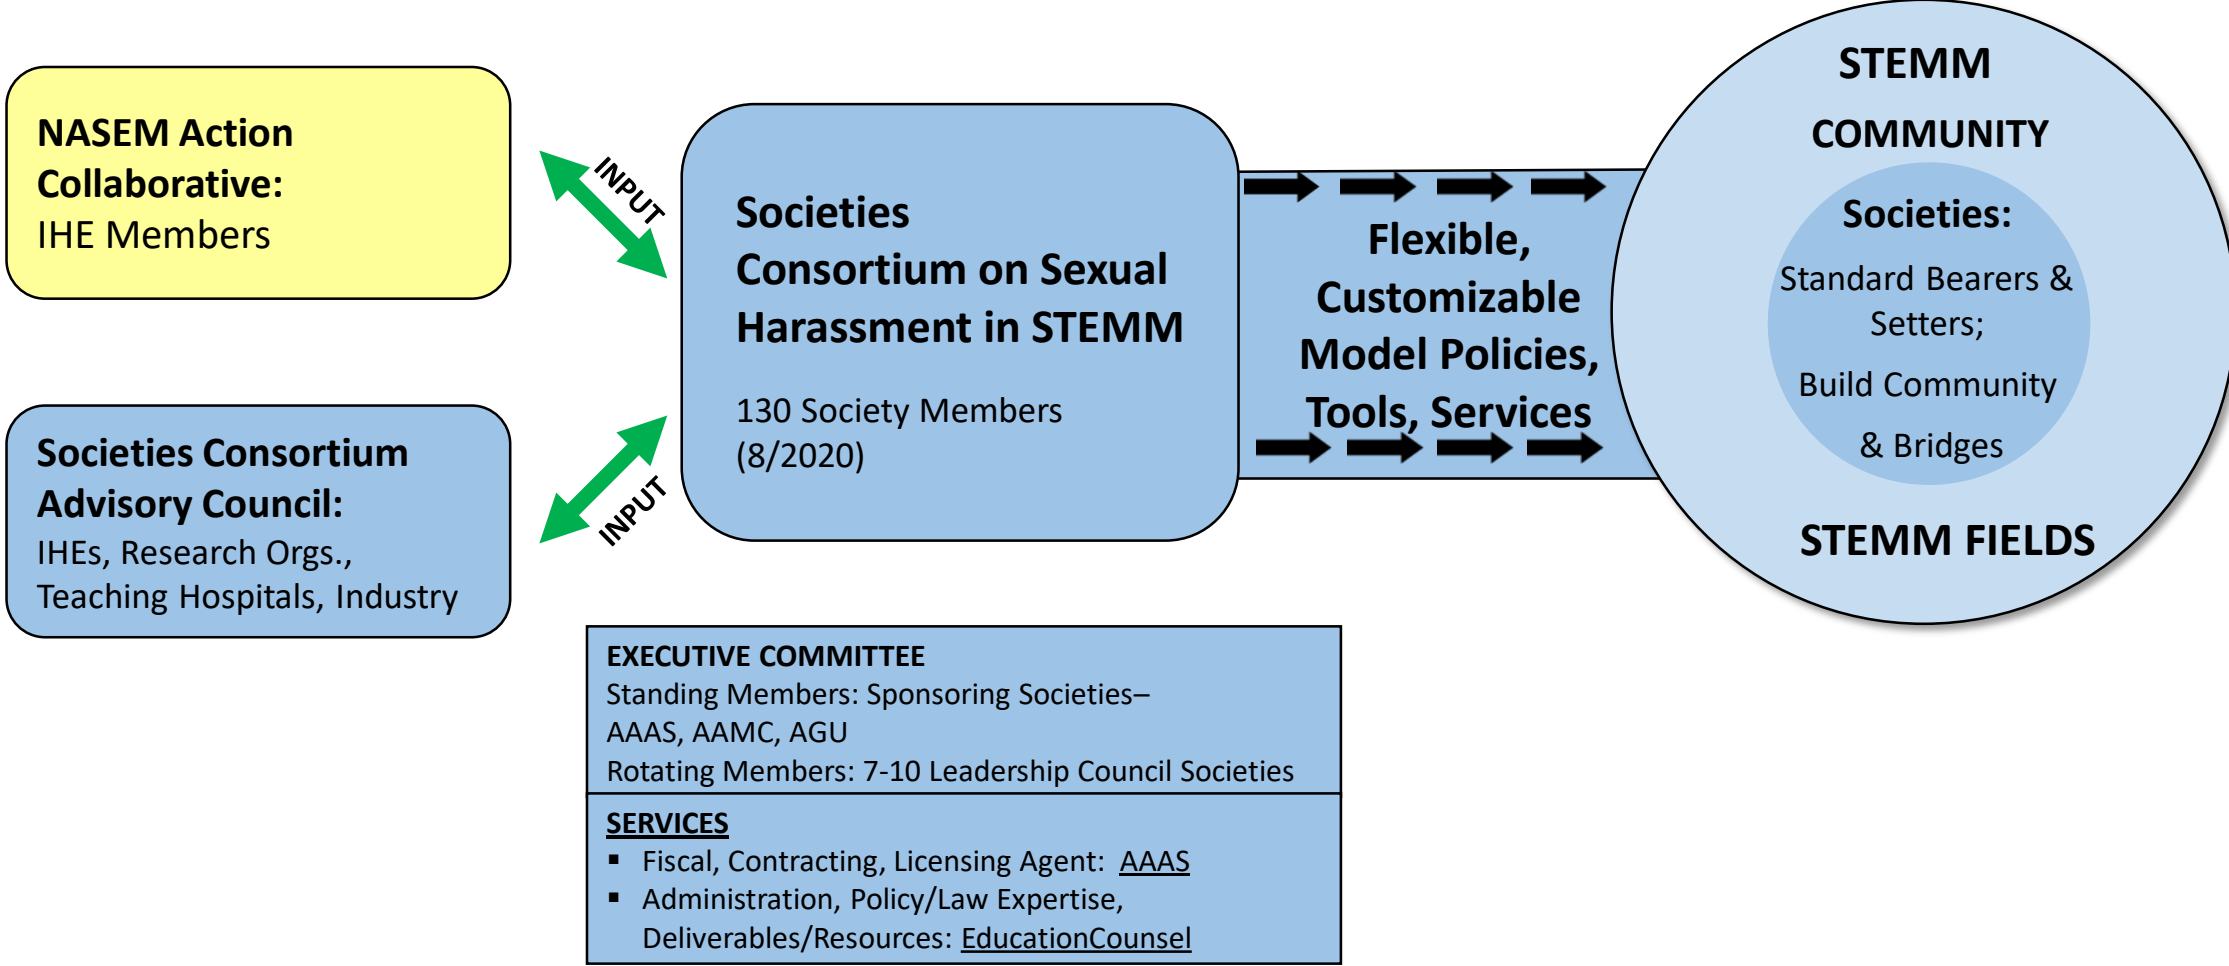 NASEM Action
Collaborative:
IHE Members
Societies Consortium
Advisory Council:
IHEs, Research Orgs.,
Teaching Hospitals, Industry
INPUT
INPUT
Societies
Consortium on Sexual
Harassment in STEMM
130 Society Members
(8/2020)
Flexible,
Customizable
Model Policies,
Tools, Services
STEMM
COMMUNITY
Societies:
Standard Bearers &
Setters;
Build Community
& Bridges
STEMM FIELDS
EXECUTIVE COMMITTEE
Standing Members: Sponsoring Societies–
AAAS, AAMC, AGU
Rotating Members: 7-10 Leadership Council Societies
SERVICES
▪ Fiscal, Contracting, Licensing Agent: AAAS
▪ Administration, Policy/Law Expertise,
Deliverables/Resources: EducationCounsel